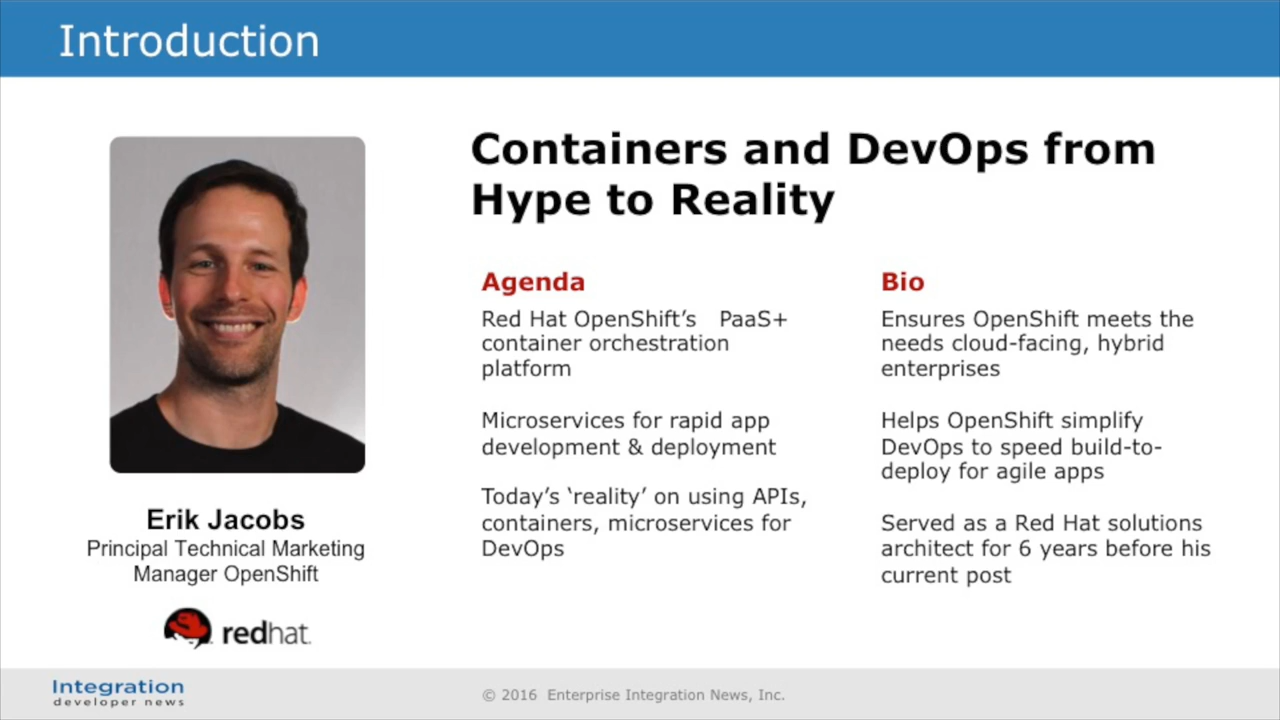 Introduction
Containers and DevOps from
Hype to Reality
Agenda
Red Hat OpenShift’s   PaaS+
container orchestration
platform
Microservices for rapid app
development & deployment
Today’s ‘reality’ on using APIs,
containers, microservices for
DevOps
Bio
Ensures OpenShift meets the
needs cloud-facing, hybrid
enterprises
Helps OpenShift simplify
DevOps to speed build-to-
deploy for agile apps
Served as a Red Hat solutions
architect for 6 years before his
current post
Erik Jacobs
Principal Technical Marketing
Manager OpenShift
redhat.
Integration
developer news
© 2016  Enterprise Integration News, Inc.